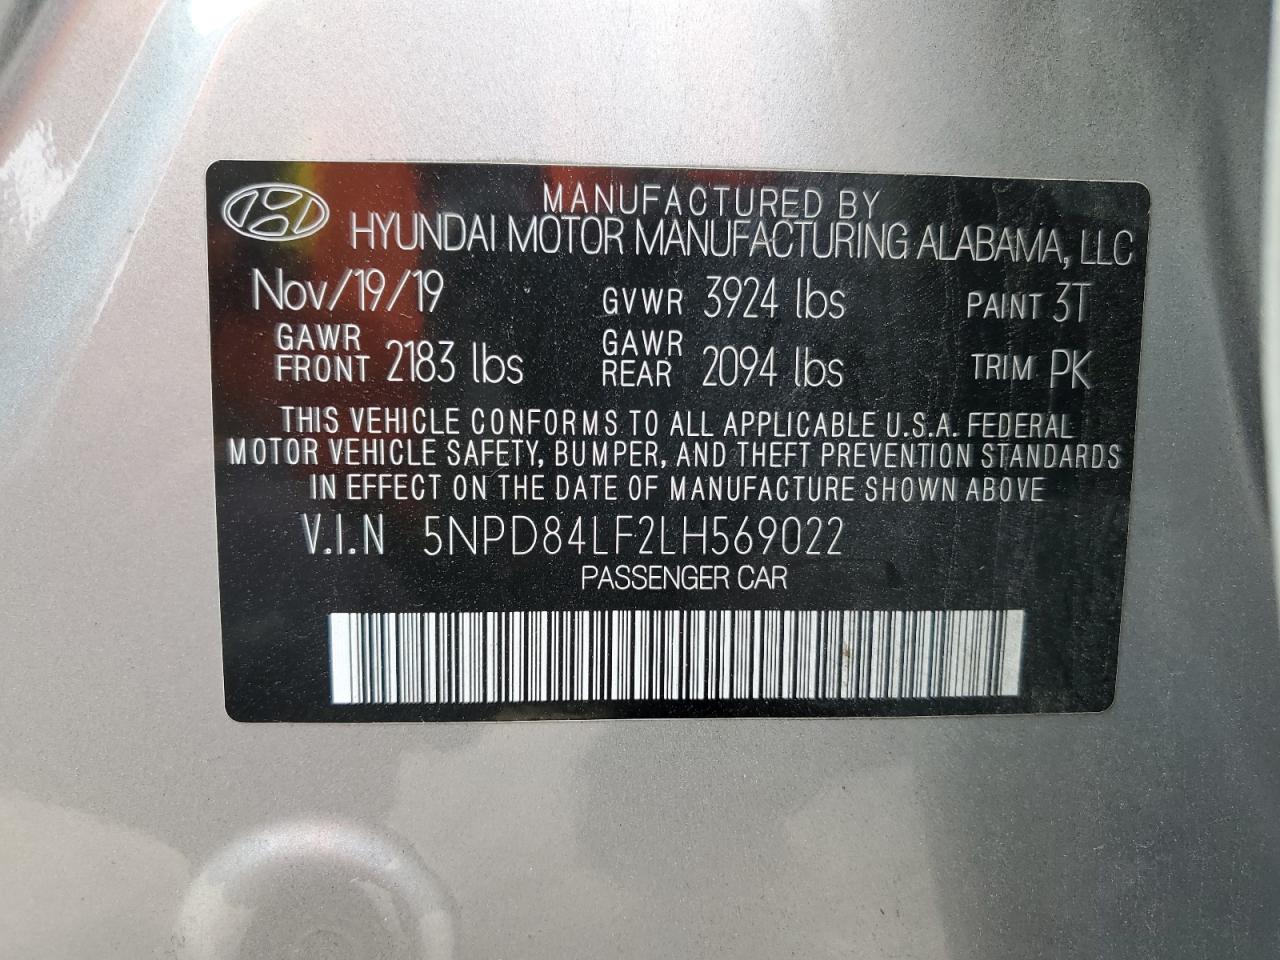 MANUFACTURED BY
HYUNDAI MOTOR MANUFACTURING ALABAMA, LLC
Nov/19/19 GVWR 3924 lbs PAINT 3T
GAWR FRONT 2183 lbs GAWR REAR 2094 lbs TRIM PK
THIS VEHICLE CONFORMS TO ALL APPLICABLE U.S.A. FEDERAL
MOTOR VEHICLE SAFETY, BUMPER, AND THEFT PREVENTION STANDARDS
IN EFFECT ON THE DATE OF MANUFACTURE SHOWN ABOVE
V.I.N 5NPD84LF2LH569022
PASSENGER CAR